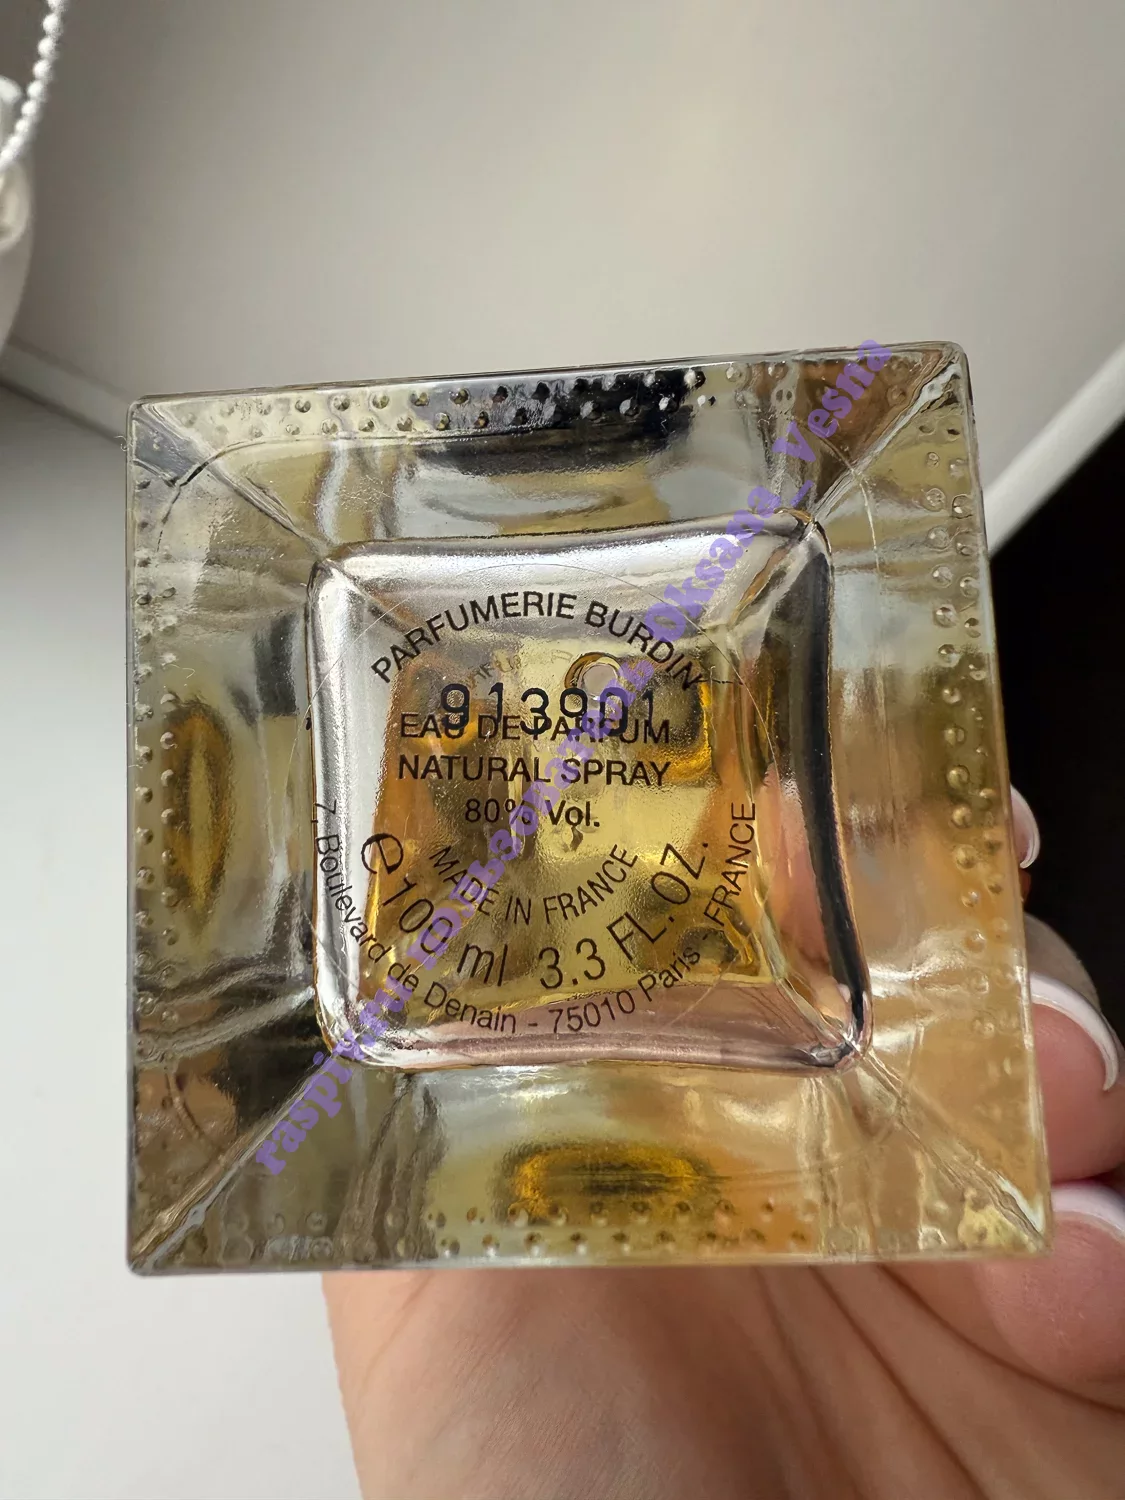 PARFUMERIE BURDIN
913901
EAU DE PARFUM
NATURAL SPRAY
80% Vol.
MADE IN FRANCE
e 100 ml 3.3 FL. OZ.
7, Boulevard de Denain - 75010 Paris - FRANCE
Oksana_Vesna